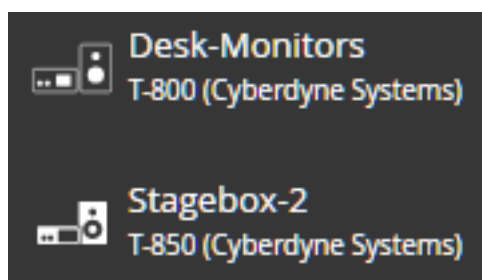 Desk-Monitors
T-800 (Cyberdyne Systems)
Stagebox-2
T-850 (Cyberdyne Systems)